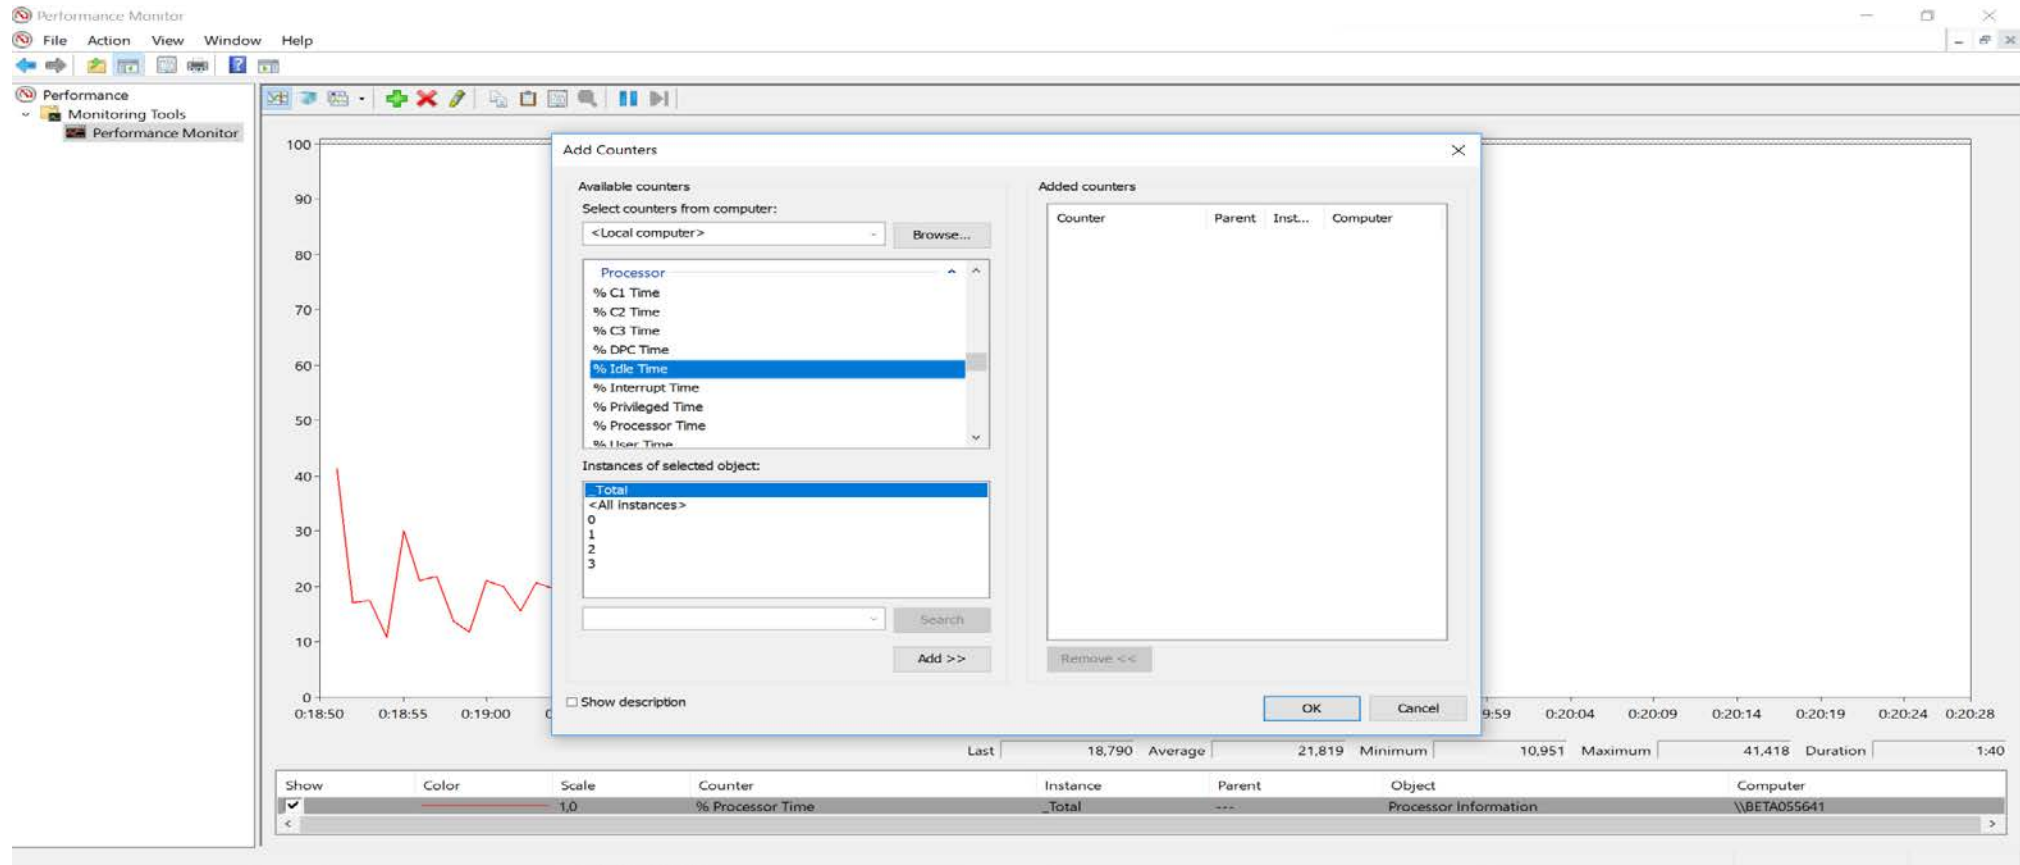 Performance Monitor
File Action View Window Help
Performance
Monitoring Tools
Performance Monitor
100
90
80
70
60
50
40
30
20
10
0
0:18:50 0:18:55 0:19:00 9:59 0:20:04 0:20:09 0:20:14 0:20:19 0:20:24 0:20:28
Add Counters
Available counters
Select counters from computer:
<Local computer>
Browse...
Processor
% C1 Time
% C2 Time
% C3 Time
% DPC Time
% Idle Time
% Interrupt Time
% Privileged Time
% Processor Time
% User Time
Instances of selected object:
_Total
<All instances>
0
1
2
3
Search
Add >>
Show description
Added counters
Counter Parent Inst... Computer
Remove <<
OK Cancel
Last 18,790 Average 21,819 Minimum 10,951 Maximum 41,418 Duration 1:40
Show Color Scale Counter Instance Parent Object Computer
1,0 % Processor Time _Total --- Processor Information \\BETA055641